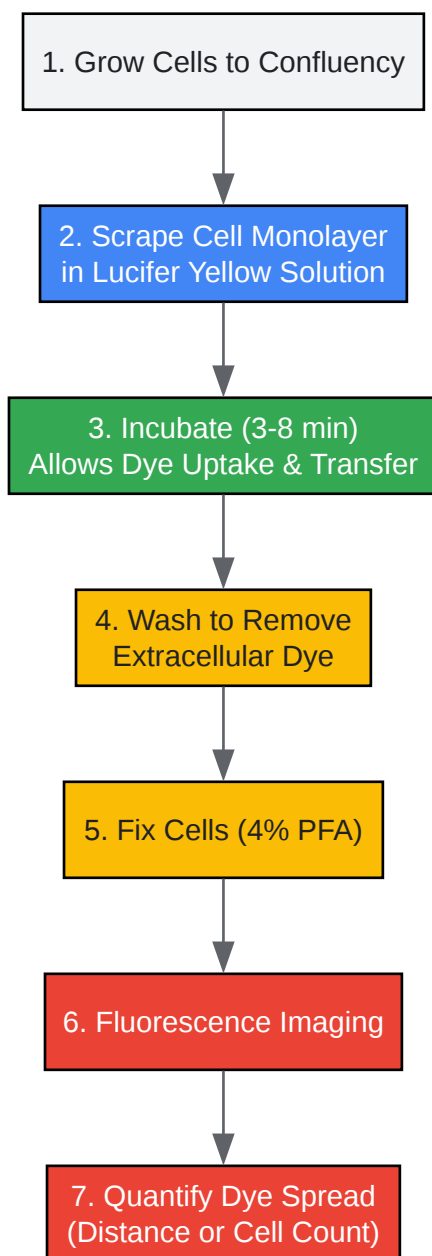 1. Grow Cells to Confluency
2. Scrape Cell Monolayer
in Lucifer Yellow Solution
3. Incubate (3-8 min)
Allows Dye Uptake & Transfer
4. Wash to Remove
Extracellular Dye
5. Fix Cells (4% PFA)
6. Fluorescence Imaging
7. Quantify Dye Spread
(Distance or Cell Count)